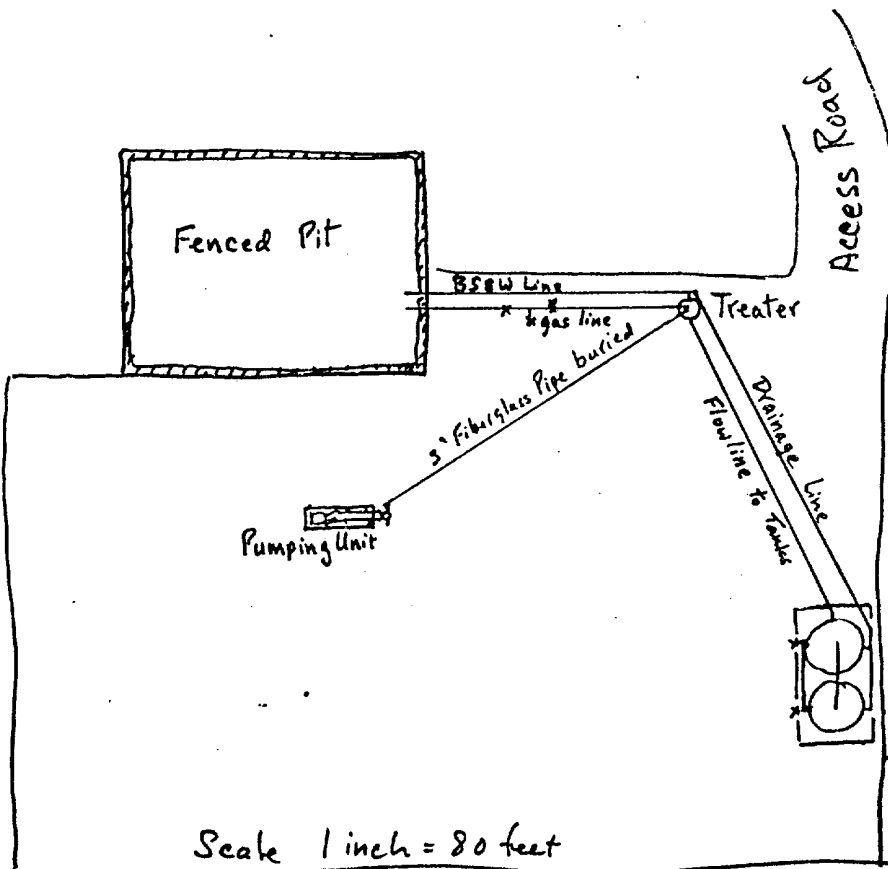 Access Road
Fenced Pit
BS&W Line
gas line
Treater
3" Fiberglass Pipe buried
Drainage Line
Flowline to Tanks
Pumping Unit
Scale 1 inch = 80 feet